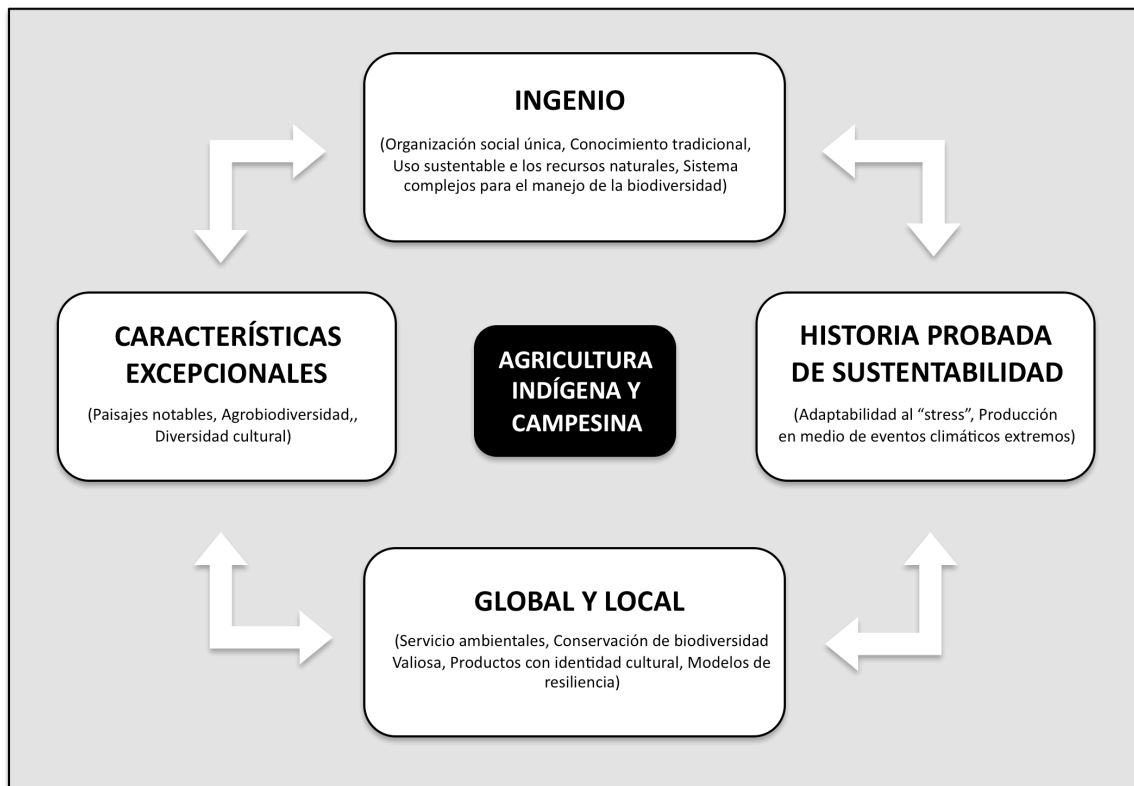 INGENIO
(Organización social única, Conocimiento tradicional,
Uso sustentable e los recursos naturales, Sistema
complejos para el manejo de la biodiversidad)
CARACTERÍSTICAS
EXCEPCIONALES
(Paisajes notables, Agrobiodiversidad,,
Diversidad cultural)
AGRICULTURA
INDÍGENA Y
CAMPESINA
HISTORIA PROBADA
DE SUSTENTABILIDAD
(Adaptabilidad al “stress”, Producción
en medio de eventos climáticos extremos)
GLOBAL Y LOCAL
(Servicio ambientales, Conservación de biodiversidad
Valiosa, Productos con identidad cultural, Modelos de
resiliencia)